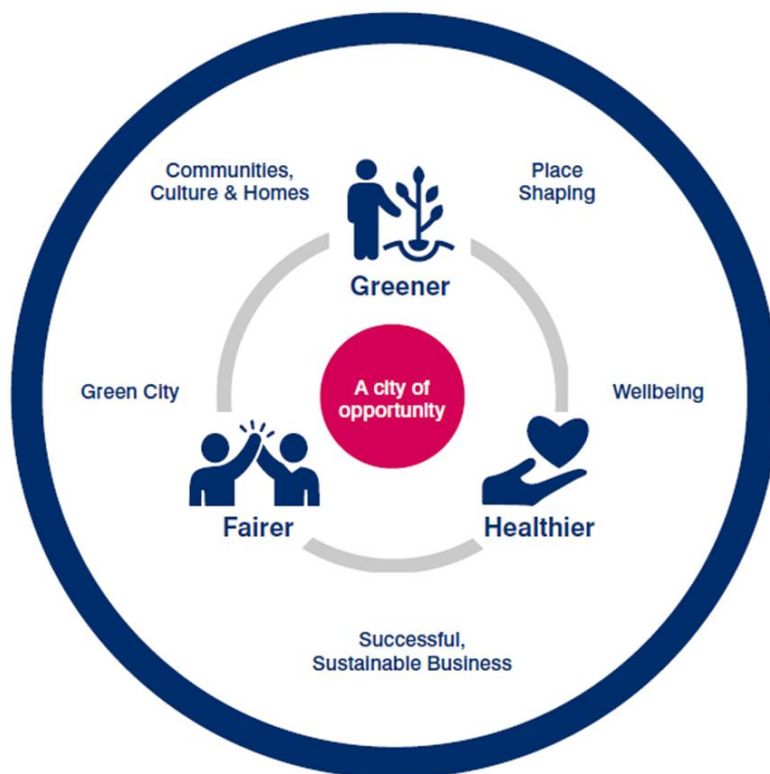 Communities,
Culture & Homes
Place
Shaping
Greener
A city of
opportunity
Green City
Wellbeing
Fairer
Healthier
Successful,
Sustainable Business